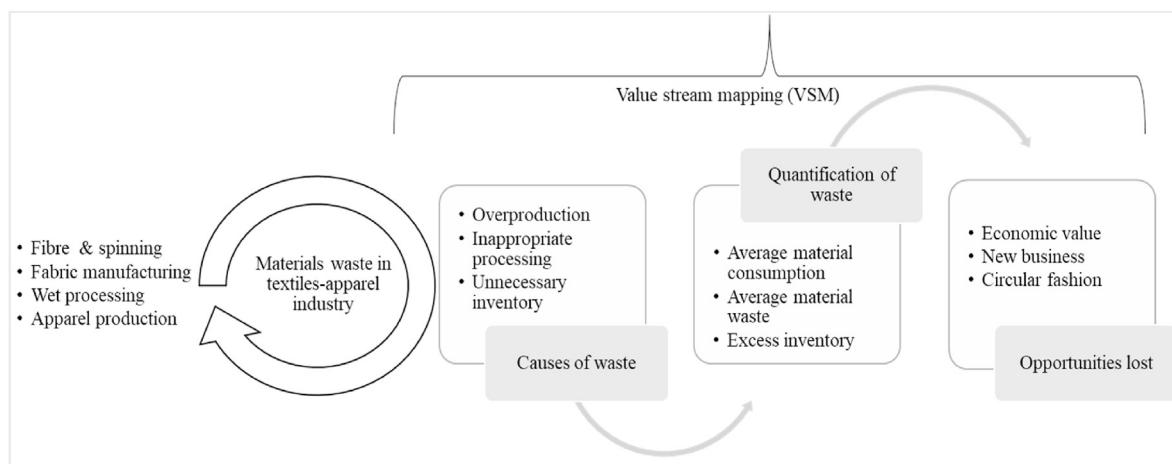 Value stream mapping (VSM)
• Fibre & spinning
• Fabric manufacturing
• Wet processing
• Apparel production
Materials waste in
textiles-apparel
industry
• Overproduction
• Inappropriate
processing
• Unnecessary
inventory
Causes of waste
Quantification of
waste
• Average material
consumption
• Average material
waste
• Excess inventory
• Economic value
• New business
• Circular fashion
Opportunities lost